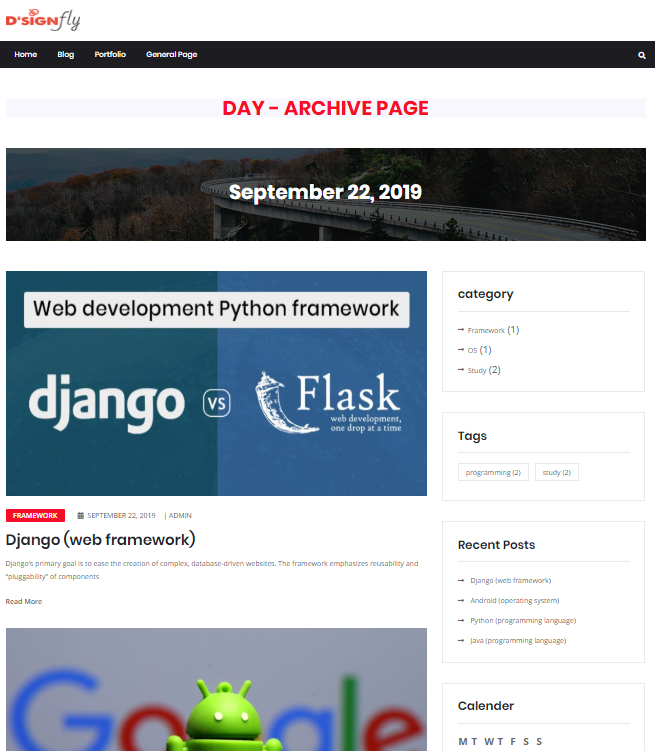 D'SIGNfly
Home Blog Portfolio General Page
DAY - ARCHIVE PAGE
September 22, 2019
Web development Python framework
django VS Flask
web development,
one drop at a time
FRAMEWORK SEPTEMBER 22, 2019 | ADMIN
Django (web framework)
Django's primary goal is to ease the creation of complex, database-driven websites. The framework emphasizes reusability and
"pluggability" of components
Read More
Google
category
Framework (1)
OS (1)
Study (2)
Tags
programming (2) study (2)
Recent Posts
Django (web framework)
Android (operating system)
Python (programming language)
Java (programming language)
Calender
M T W T F S S